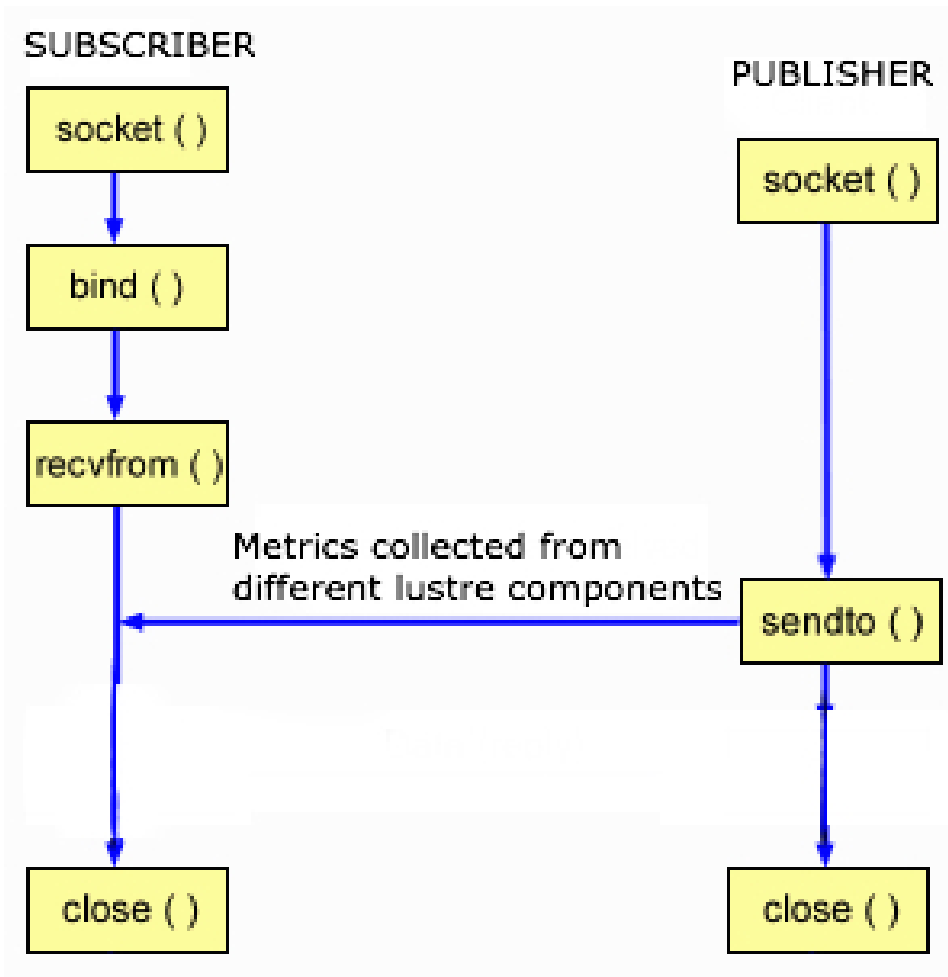 SUBSCRIBER
PUBLISHER
socket ( )
socket ( )
bind ( )
recvfrom ( )
Metrics collected from
different lustre components
sendto ( )
close ( )
close ( )